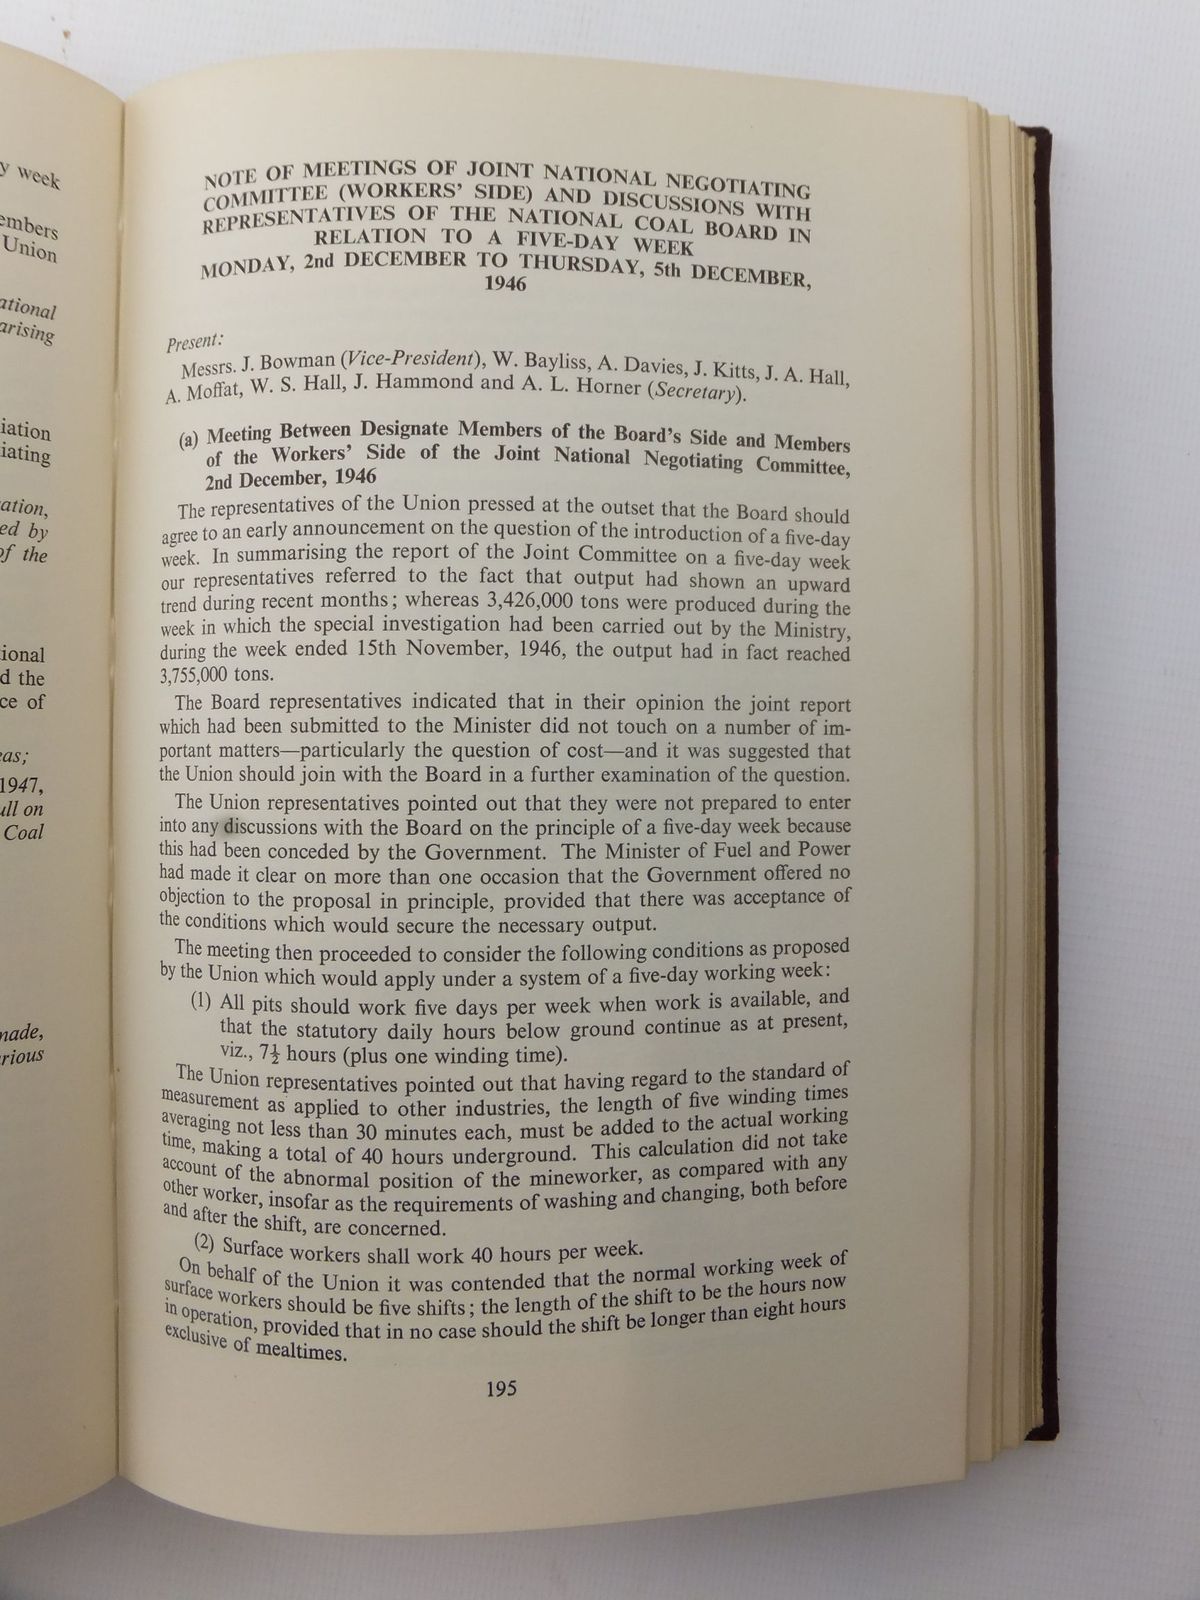 y week
embers
Union
ational
arising
iation
iating
ation,
ed by
of the
ional
d the
ce of
eas;
1947,
ull on
Coal
made,
rious
NOTE OF MEETINGS OF JOINT NATIONAL NEGOTIATING
COMMITTEE (WORKERS' SIDE) AND DISCUSSIONS WITH
REPRESENTATIVES OF THE NATIONAL COAL BOARD IN
RELATION TO A FIVE-DAY WEEK
MONDAY, 2nd DECEMBER TO THURSDAY, 5th DECEMBER,
1946
Present:
Messrs. J. Bowman (Vice-President), W. Bayliss, A. Davies, J. Kitts, J. A. Hall,
A. Moffat, W. S. Hall, J. Hammond and A. L. Horner (Secretary).
(a) Meeting Between Designate Members of the Board's Side and Members
of the Workers' Side of the Joint National Negotiating Committee,
2nd December, 1946
The representatives of the Union pressed at the outset that the Board should
agree to an early announcement on the question of the introduction of a five-day
week. In summarising the report of the Joint Committee on a five-day week
our representatives referred to the fact that output had shown an upward
trend during recent months; whereas 3,426,000 tons were produced during the
week in which the special investigation had been carried out by the Ministry,
during the week ended 15th November, 1946, the output had in fact reached
3,755,000 tons.
The Board representatives indicated that in their opinion the joint report
which had been submitted to the Minister did not touch on a number of im-
portant matters—particularly the question of cost—and it was suggested that
the Union should join with the Board in a further examination of the question.
The Union representatives pointed out that they were not prepared to enter
into any discussions with the Board on the principle of a five-day week because
this had been conceded by the Government. The Minister of Fuel and Power
had made it clear on more than one occasion that the Government offered no
objection to the proposal in principle, provided that there was acceptance of
the conditions which would secure the necessary output.
The meeting then proceeded to consider the following conditions as proposed
by the Union which would apply under a system of a five-day working week:
(1) All pits should work five days per week when work is available, and
that the statutory daily hours below ground continue as at present,
viz., 7½ hours (plus one winding time).
The Union representatives pointed out that having regard to the standard of
measurement as applied to other industries, the length of five winding times
averaging not less than 30 minutes each, must be added to the actual working
time, making a total of 40 hours underground. This calculation did not take
account of the abnormal position of the mineworker, as compared with any
other worker, insofar as the requirements of washing and changing, both before
and after the shift, are concerned.
(2) Surface workers shall work 40 hours per week.
On behalf of the Union it was contended that the normal working week of
surface workers should be five shifts; the length of the shift to be the hours now
in operation, provided that in no case should the shift be longer than eight hours
exclusive of mealtimes.
195